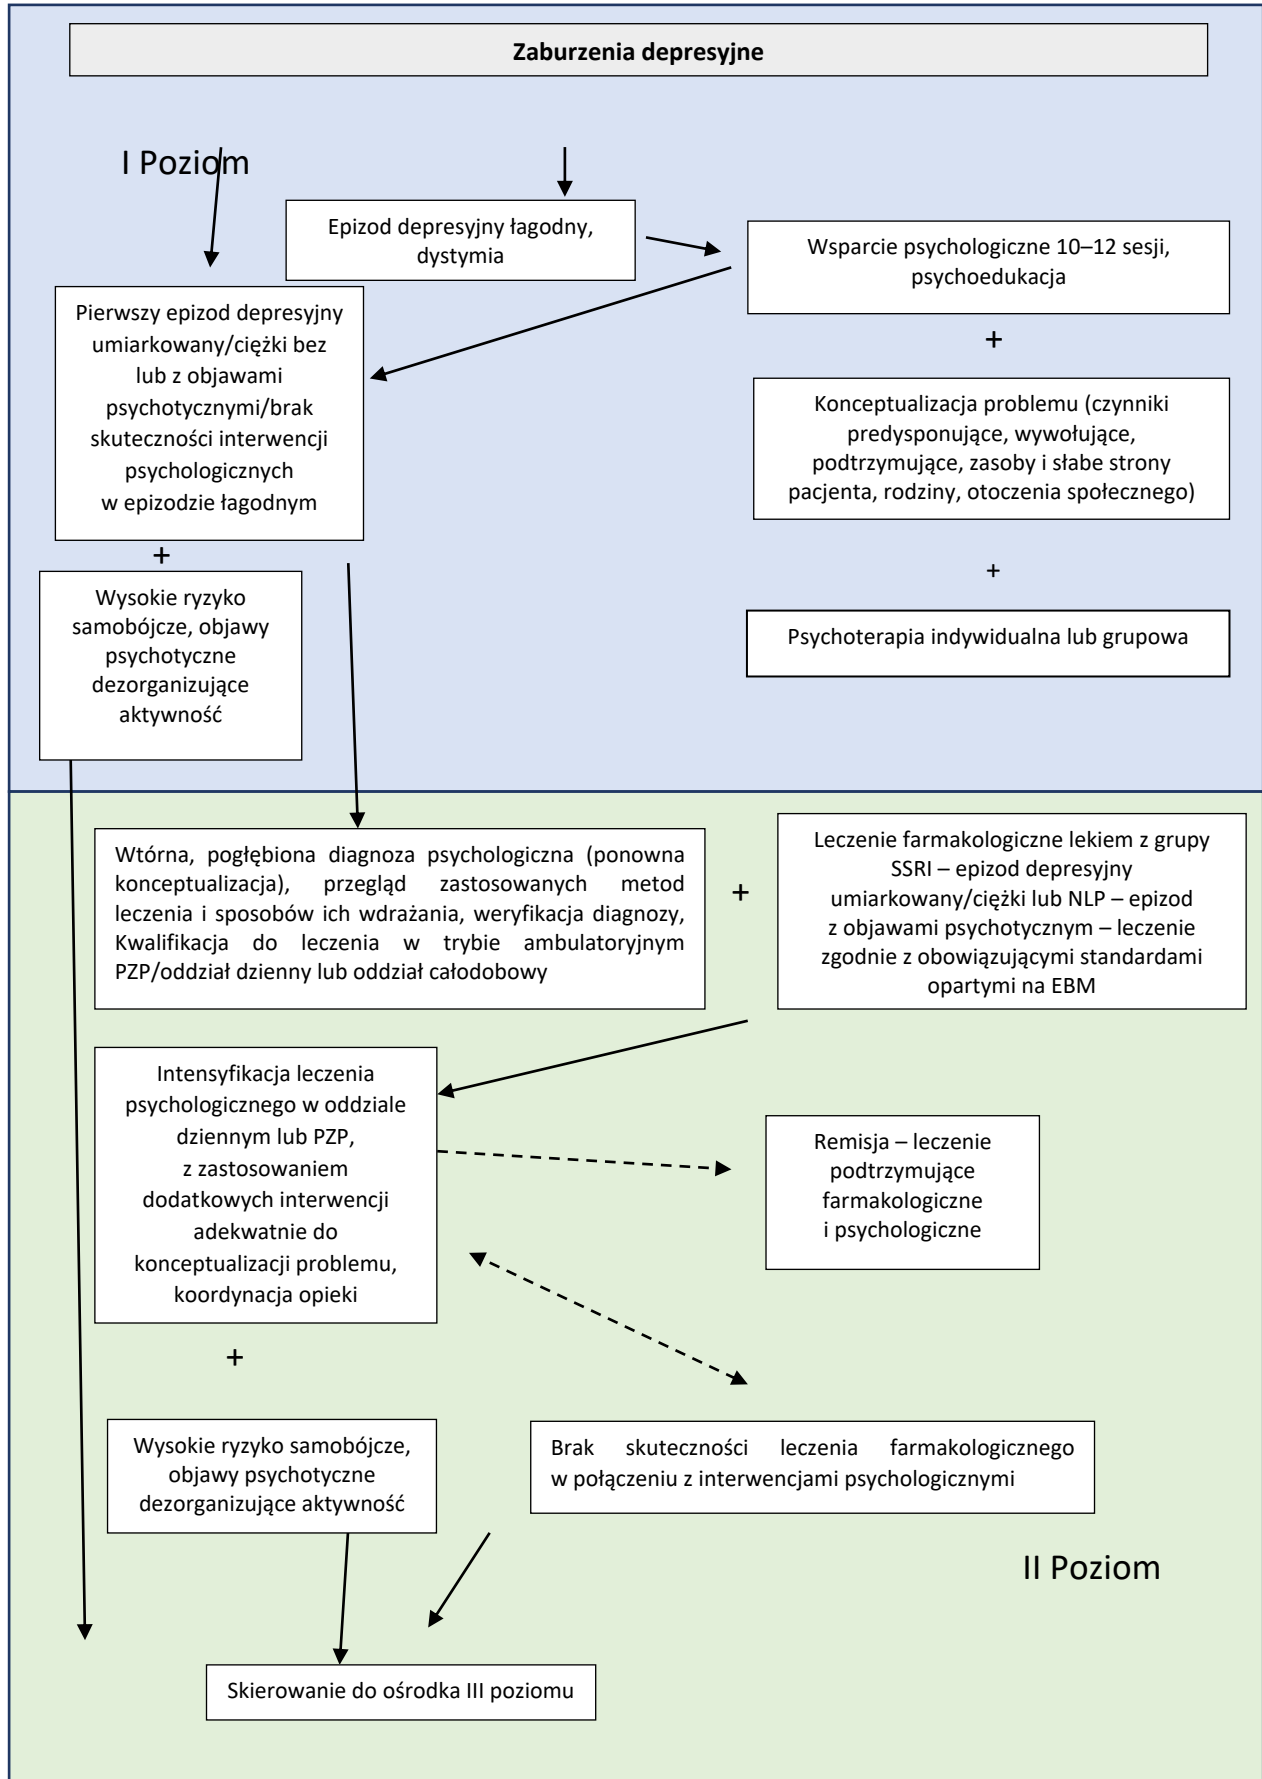 Zaburzenia depresyjne
I Poziom
Epizod depresyjny łagodny,
dystymia
Wsparcie psychologiczne 10–12 sesji,
psychoedukacja
+
Konceptualizacja problemu (czynniki
predysponujące, wywołujące,
podtrzymujące, zasoby i słabe strony
pacjenta, rodziny, otoczenia społecznego)
+
Psychoterapia indywidualna lub grupowa
Pierwszy epizod depresyjny
umiarkowany/ciężki bez
lub z objawami
psychotycznymi/brak
skuteczności interwencji
psychologicznych
w epizodzie łagodnym
+
Wysokie ryzyko
samobójcze, objawy
psychotyczne
dezorganizujące
aktywność
Wtórna, pogłębiona diagnoza psychologiczna (ponowna
konceptualizacja), przegląd zastosowanych metod
leczenia i sposobów ich wdrażania, weryfikacja diagnozy,
Kwalifikacja do leczenia w trybie ambulatoryjnym
PZP/oddział dzienny lub oddział całodobowy
+
Leczenie farmakologiczne lekiem z grupy
SSRI – epizod depresyjny
umiarkowany/ciężki lub NLP – epizod
z objawami psychotycznym – leczenie
zgodnie z obowiązującymi standardami
opartymi na EBM
Intensyfikacja leczenia
psychologicznego w oddziale
dziennym lub PZP,
z zastosowaniem
dodatkowych interwencji
adekwatnie do
konceptualizacji problemu,
koordynacja opieki
Remisja – leczenie
podtrzymujące
farmakologiczne
i psychologiczne
+
Wysokie ryzyko samobójcze,
objawy psychotyczne
dezorganizujące aktywność
Brak skuteczności leczenia farmakologicznego
w połączeniu z interwencjami psychologicznymi
II Poziom
Skierowanie do ośrodka III poziomu